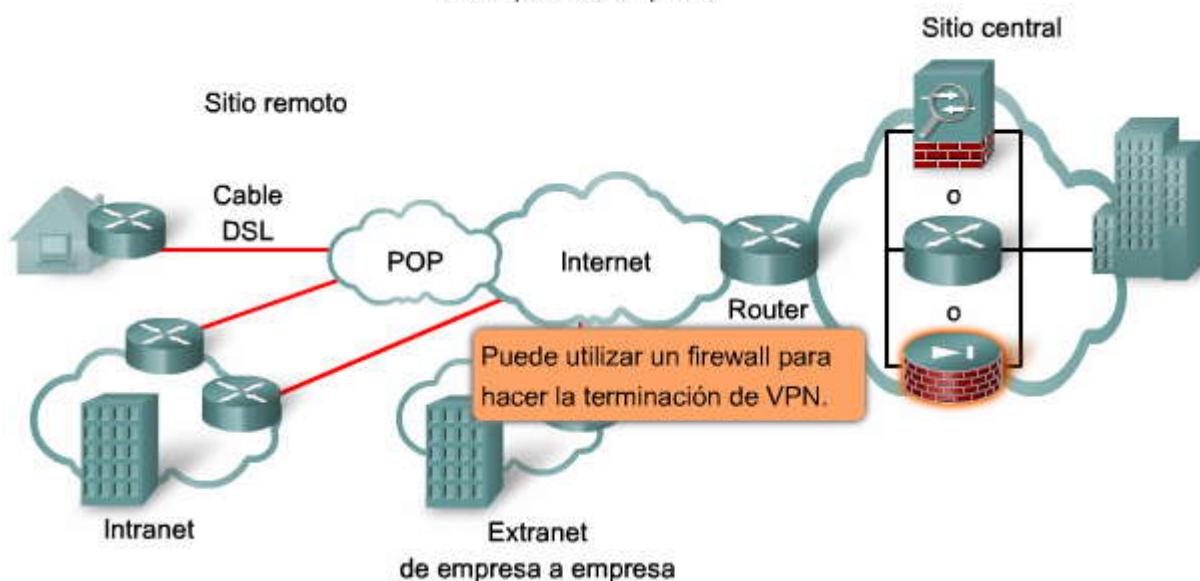 Sitio central
Sitio remoto
Cable
DSL
POP
Internet
Router
o
o
Puede utilizar un firewall para
hacer la terminación de VPN.
Intranet
Extranet
de empresa a empresa